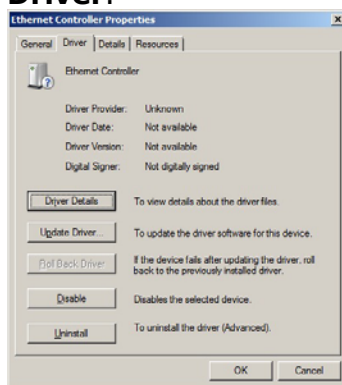 Driver.
Ethernet Controller Properties
General Driver Details Resources
Ethernet Controller
Driver Provider: Unknown
Driver Date: Not available
Driver Version: Not available
Digital Signer: Not digitally signed
Driver Details To view details about the driver files.
Update Driver... To update the driver software for this device.
Roll Back Driver If the device fails after updating the driver, roll
back to the previously installed driver.
Disable Disables the selected device.
Uninstall To uninstall the driver (Advanced).
OK Cancel